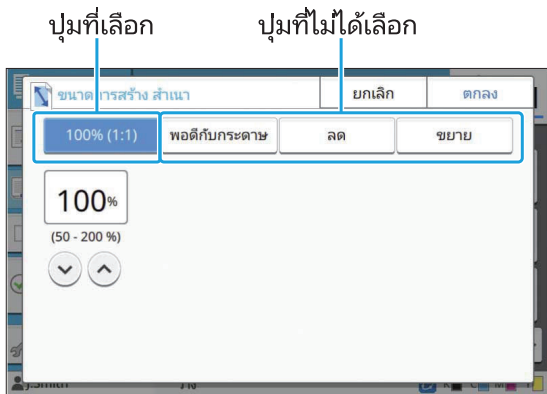 ปุ่มที่เลือก ปุ่มที่ไม่ได้เลือก
ขนาดการสร้าง สำเนา ยกเลิก ตกลง
100% (1:1) พอดีกับกระดาษ ลด ขยาย
100%
(50 - 200 %)
J.Smith